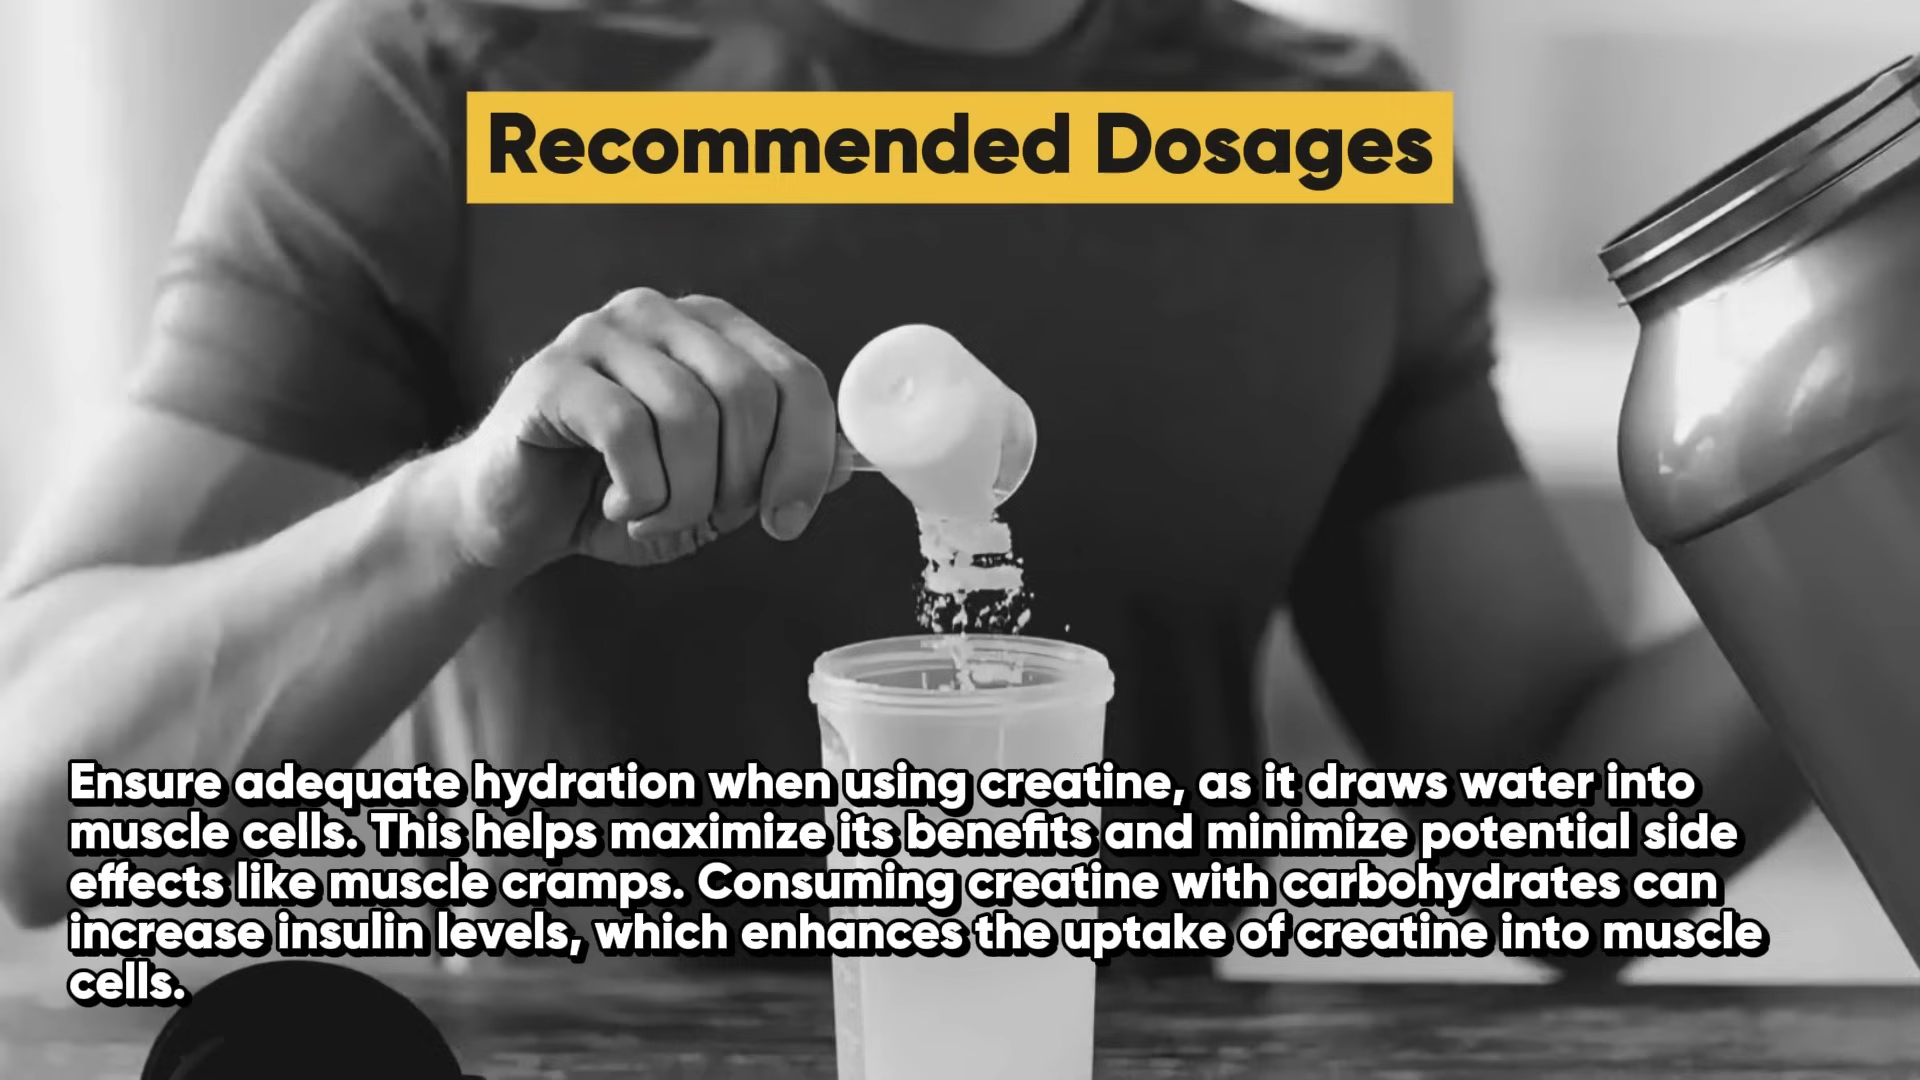 Recommended Dosages
Ensure adequate hydration when using creatine, as it draws water into
muscle cells. This helps maximize its benefits and minimize potential side
effects like muscle cramps. Consuming creatine with carbohydrates can
increase insulin levels, which enhances the uptake of creatine into muscle
cells.